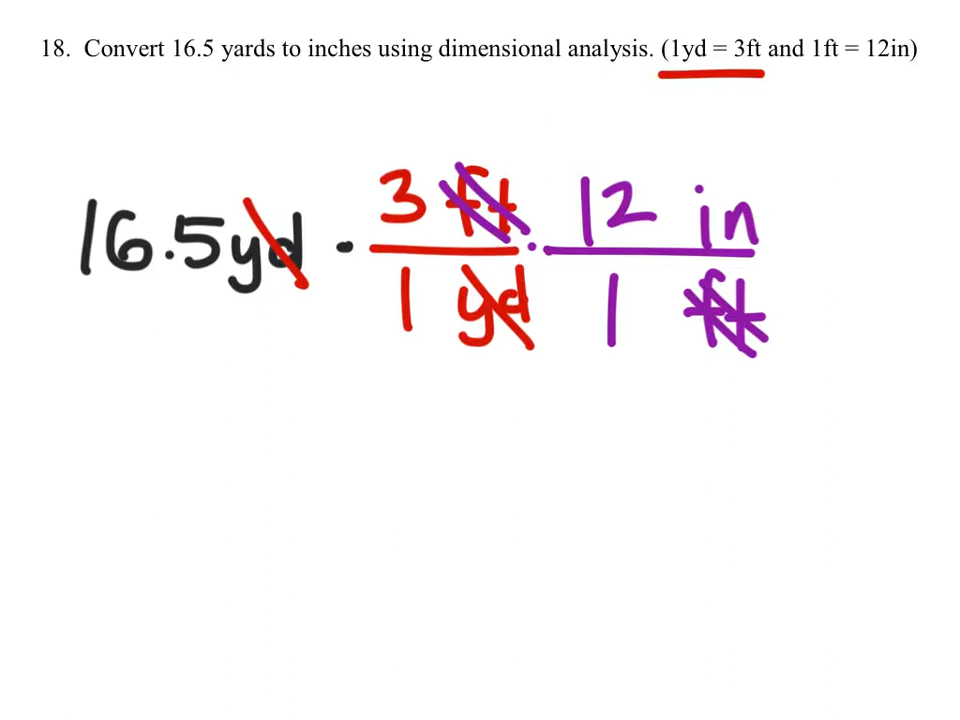 18. Convert 16.5 yards to inches using dimensional analysis. (1yd = 3ft and 1ft = 12in)
16.5yd · 3 ft · 12 in
1 yd 1 ft